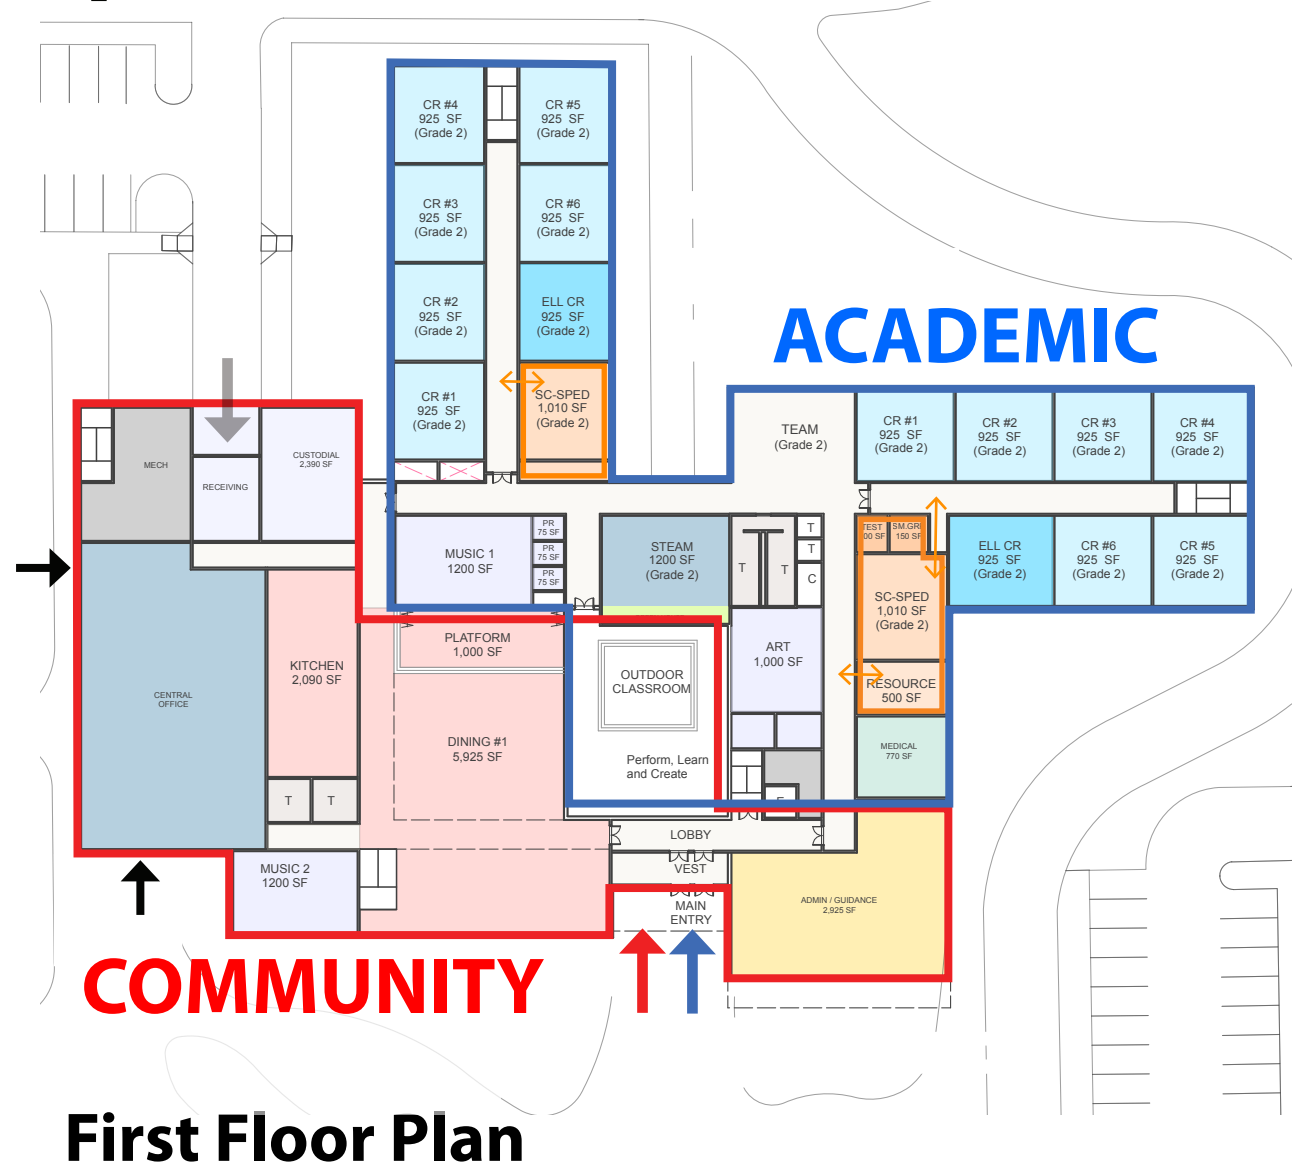 CR #4
925 SF
(Grade 2)
CR #5
925 SF
(Grade 2)
CR #3
925 SF
(Grade 2)
CR #6
925 SF
(Grade 2)
CR #2
925 SF
(Grade 2)
ELL CR
925 SF
(Grade 2)
CR #1
925 SF
(Grade 2)
SC-SPED
1,010 SF
(Grade 2)
ACADEMIC
TEAM
(Grade 2)
CR #1
925 SF
(Grade 2)
CR #2
925 SF
(Grade 2)
CR #3
925 SF
(Grade 2)
CR #4
925 SF
(Grade 2)
MECH
RECEIVING
CUSTODIAL
2,390 SF
MUSIC 1
1200 SF
PR
75 SF
PR
75 SF
PR
75 SF
STEAM
1200 SF
(Grade 2)
T
T
T
T
C
TEST
00 SF
SM.GR
150 SF
ELL CR
925 SF
(Grade 2)
CR #6
925 SF
(Grade 2)
CR #5
925 SF
(Grade 2)
SC-SPED
1,010 SF
(Grade 2)
RESOURCE
500 SF
MEDICAL
770 SF
ART
1,000 SF
PLATFORM
1,000 SF
KITCHEN
2,090 SF
CENTRAL
OFFICE
OUTDOOR
CLASSROOM
Perform, Learn
and Create
DINING #1
5,925 SF
T
T
LOBBY
VEST
MAIN
ENTRY
MUSIC 2
1200 SF
ADMIN / GUIDANCE
2,925 SF
COMMUNITY
First Floor Plan